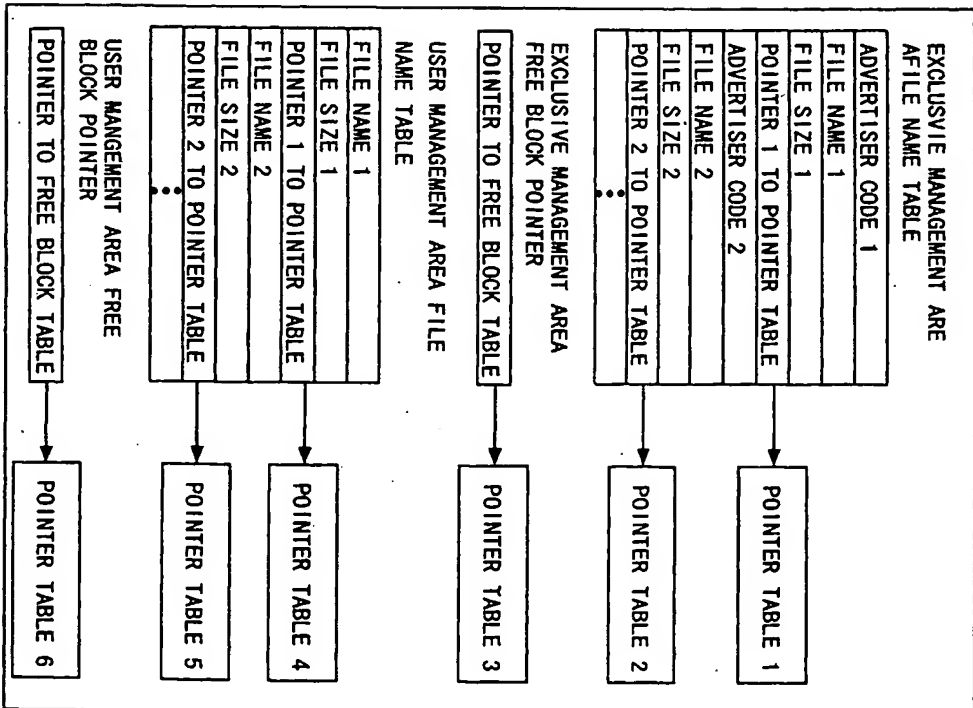 EXCLUSVIE MANAGEMENT ARE
AFILE NAME TABLE
ADVERTISER CODE 1
FILE NAME 1
FILE SIZE 1
POINTER 1 TO POINTER TABLE
POINTER TABLE 1
ADVERTISER CODE 2
FILE NAME 2
FILE SIZE 2
POINTER 2 TO POINTER TABLE
POINTER TABLE 2
EXCLUSIVE MANAGEMENT AREA
FREE BLOCK POINTER
POINTER TO FREE BLOCK TABLE
POINTER TABLE 3
USER MANAGEMENT AREA FILE
NAME TABLE
FILE NAME 1
FILE SIZE 1
POINTER 1 TO POINTER TABLE
POINTER TABLE 4
FILE NAME 2
FILE SIZE 2
POINTER 2 TO POINTER TABLE
POINTER TABLE 5
USER MANGEMENT AREA FREE
BLOCK POINTER
POINTER TO FREE BLOCK TABLE
POINTER TABLE 6